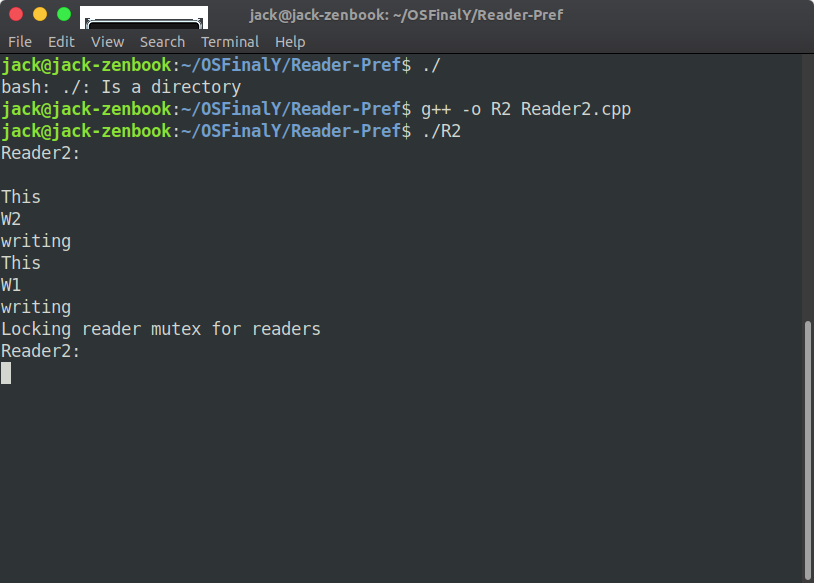 jack@jack-zenbook: ~/OSFinalY/Reader-Pref
File Edit View Search Terminal Help
jack@jack-zenbook:~/OSFinalY/Reader-Pref$ ./
bash: ./: Is a directory
jack@jack-zenbook:~/OSFinalY/Reader-Pref$ g++ -o R2 Reader2.cpp
jack@jack-zenbook:~/OSFinalY/Reader-Pref$ ./R2
Reader2:
This
W2
writing
This
W1
writing
Locking reader mutex for readers
Reader2: